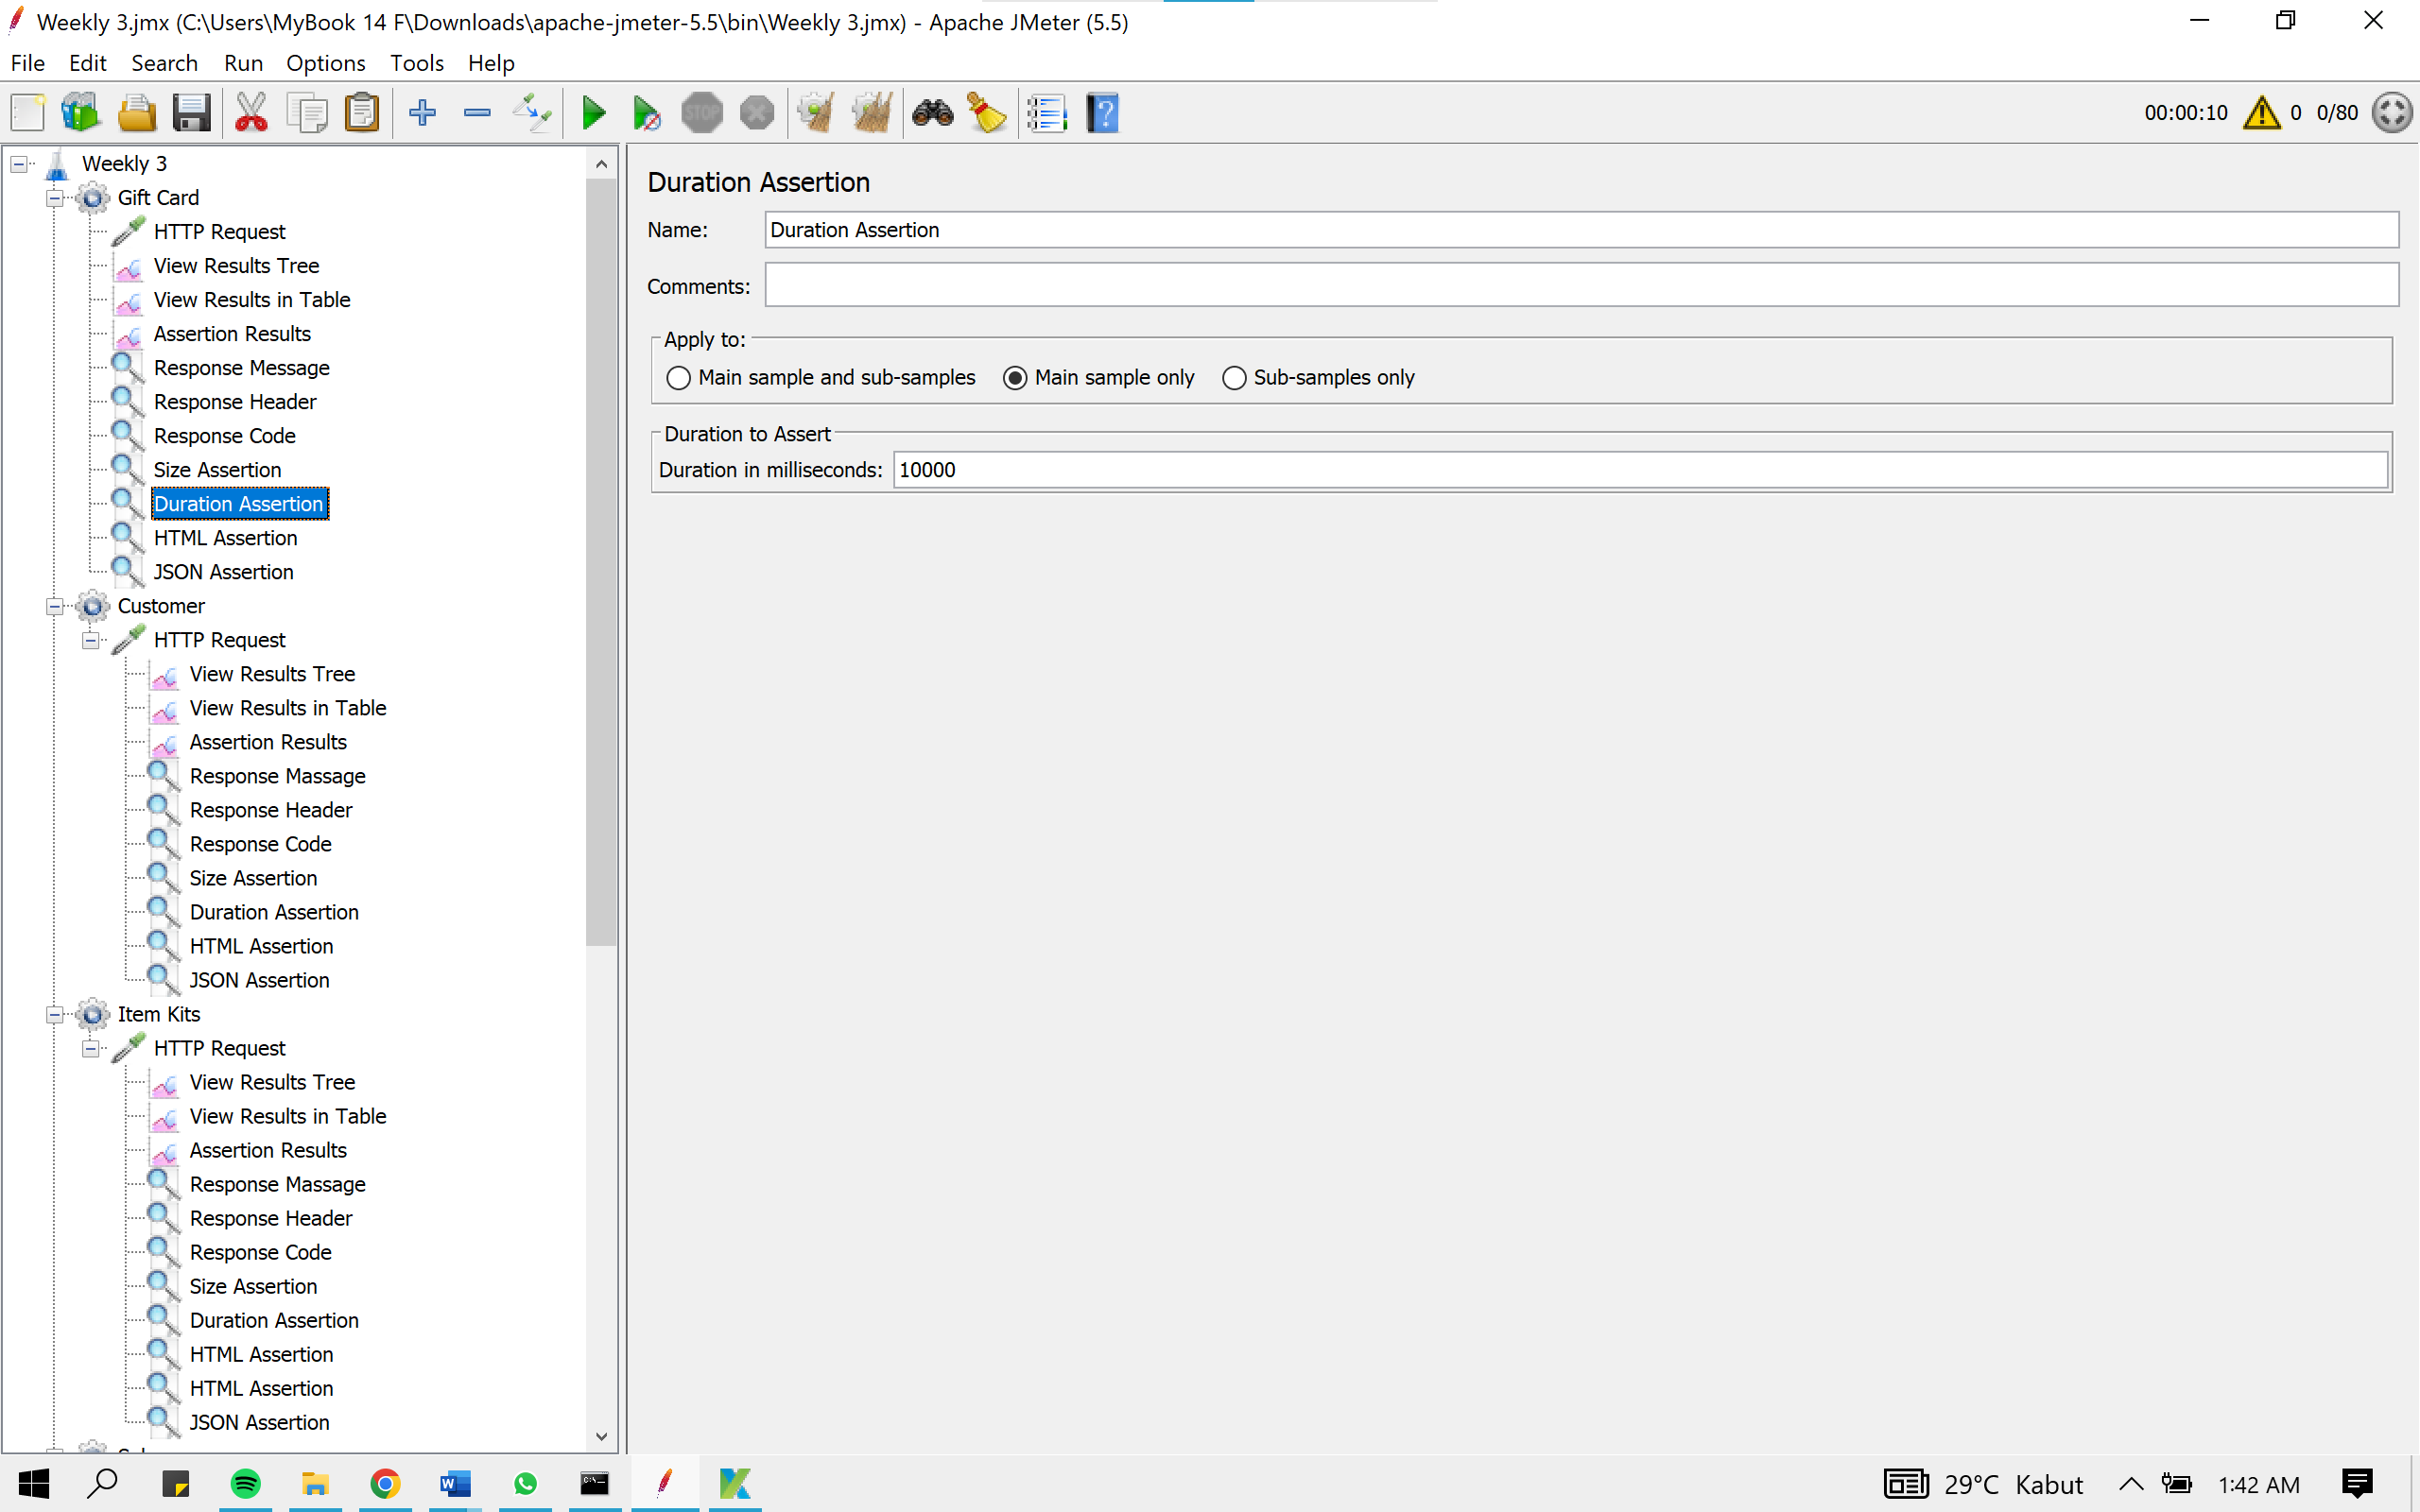 Weekly 3.jmx (C:\Users\MyBook 14 F\Downloads\apache-jmeter-5.5\bin\Weekly 3.jmx) - Apache JMeter (5.5)
File Edit Search Run Options Tools Help
STOP 00:00:10 0 0/80
Weekly 3
Gift Card
HTTP Request
View Results Tree
View Results in Table
Assertion Results
Response Message
Response Header
Response Code
Size Assertion
Duration Assertion
HTML Assertion
JSON Assertion
Customer
HTTP Request
View Results Tree
View Results in Table
Assertion Results
Response Massage
Response Header
Response Code
Size Assertion
Duration Assertion
HTML Assertion
JSON Assertion
Item Kits
HTTP Request
View Results Tree
View Results in Table
Assertion Results
Response Massage
Response Header
Response Code
Size Assertion
Duration Assertion
HTML Assertion
HTML Assertion
JSON Assertion
Duration Assertion
Name: Duration Assertion
Comments:
Apply to:
Main sample and sub-samples Main sample only Sub-samples only
Duration to Assert
Duration in milliseconds: 10000
29°C Kabut 1:42 AM